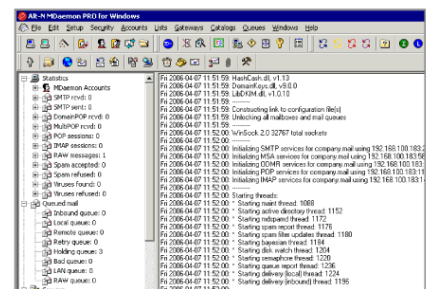 Alt-N MDaemon PRO for Windows
File Edit Setup Security Accounts Lists Gateways Catalogs Queues Windows Help
Statistics
MDaemon Accounts
SMTP rcvd: 0
SMTP sent: 0
DomainPOP rcvd: 0
MultiPOP rcvd: 0
POP sessions: 0
IMAP sessions: 0
RAW messages: 1
Spam accepted: 0
Spam refused: 0
Viruses found: 0
Viruses refused: 0
Queued mail
Inbound queue: 0
Local queue: 0
Remote queue: 0
Retry queue: 0
Holding queue: 3
Bad queue: 0
LAN queue: 8
RAW queue: 0
Fri 2006-04-07 11:51:59: HashCash.dll, v1.13
Fri 2006-04-07 11:51:59: DomainKeys.dll, v9.0.0
Fri 2006-04-07 11:51:59: LibDKIM.dll, v1.0.10
Fri 2006-04-07 11:51:59: ----------
Fri 2006-04-07 11:51:59: Constructing link to configuration file(s)
Fri 2006-04-07 11:51:59: Unlocking all mailboxes and mail queues
Fri 2006-04-07 11:51:59: ----------
Fri 2006-04-07 11:52:00: WinSock 2.0 32767 total sockets
Fri 2006-04-07 11:52:00: ----------
Fri 2006-04-07 11:52:00: Initializing SMTP services for company.mail using 192.168.100.183:2
Fri 2006-04-07 11:52:00: Initializing MSA services for company.mail using 192.168.100.183:58
Fri 2006-04-07 11:52:00: Initializing ODMR services for company.mail using 192.168.100.183:
Fri 2006-04-07 11:52:00: Initializing POP services for company.mail using 192.168.100.183:11
Fri 2006-04-07 11:52:00: Initializing IMAP services for company.mail using 192.168.100.183:1
Fri 2006-04-07 11:52:00: ----------
Fri 2006-04-07 11:52:00: Starting threads:
Fri 2006-04-07 11:52:00: * Starting maint thread: 1088
Fri 2006-04-07 11:52:00: * Starting active directory thread: 1152
Fri 2006-04-07 11:52:00: * Starting mdspamd thread: 1172
Fri 2006-04-07 11:52:00: * Starting spam report thread: 1176
Fri 2006-04-07 11:52:00: * Starting spam filter updates thread: 1180
Fri 2006-04-07 11:52:00: * Starting bayesian thread: 1184
Fri 2006-04-07 11:52:00: * Starting disk watch thread: 1204
Fri 2006-04-07 11:52:00: * Starting semaphore thread: 1220
Fri 2006-04-07 11:52:00: * Starting queue report thread: 1236
Fri 2006-04-07 11:52:00: * Starting delivery (local) thread: 1224
Fri 2006-04-07 11:52:00: * Starting delivery (inbound) thread: 1196